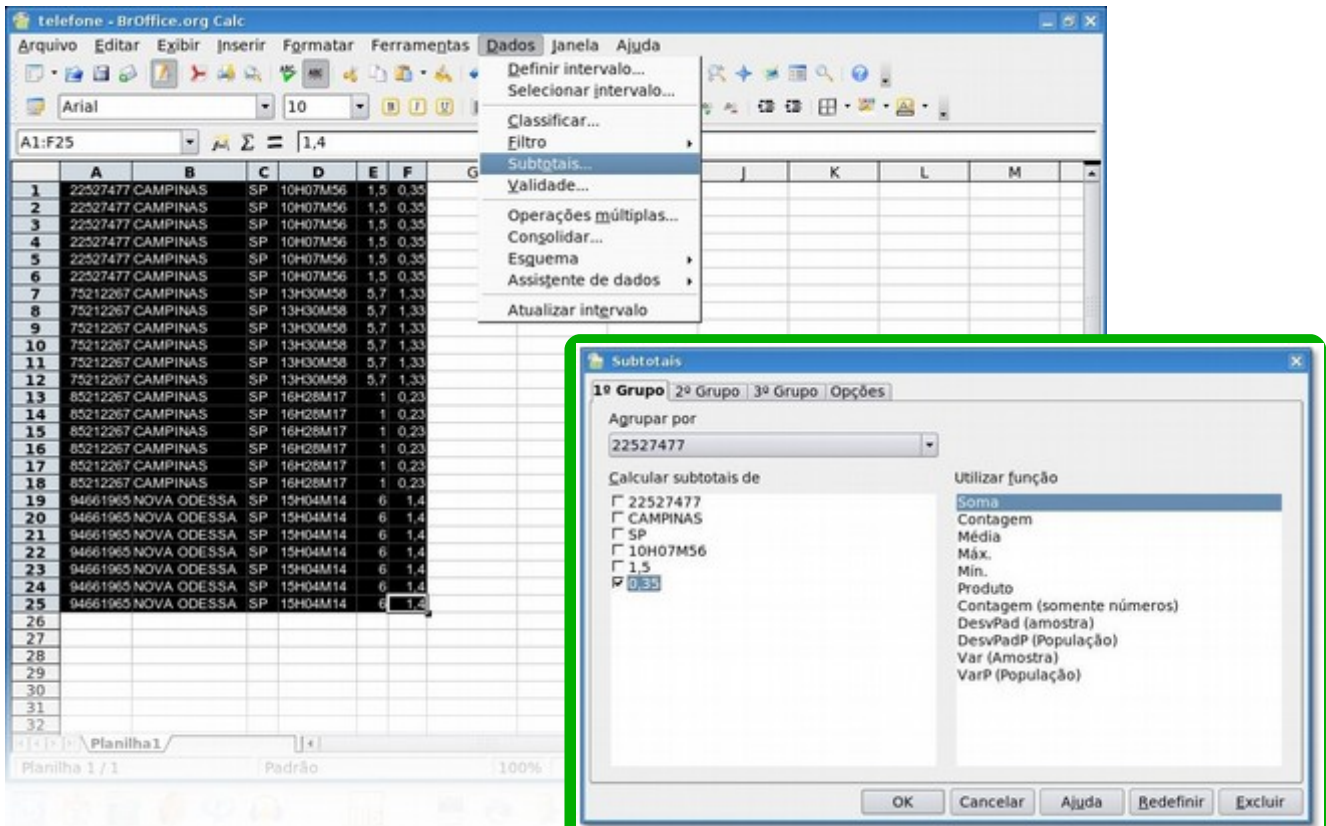 telefone - BrOffice.org Calc
Arquivo Editar Exibir Inserir Formatar Ferramentas Dados Janela Ajuda
Arial 10
A1:F25 Σ = 1,4
Definir intervalo...
Selecionar intervalo...
Classificar...
Filtro
Subtotais...
Validade...
Operações múltiplas...
Consolidar...
Esquema
Assistente de dados
Atualizar intervalo
A B C D E F G J K L M
1 22527477 CAMPINAS SP 10H07M56 1,5 0,35
2 22527477 CAMPINAS SP 10H07M56 1,5 0,35
3 22527477 CAMPINAS SP 10H07M56 1,5 0,35
4 22527477 CAMPINAS SP 10H07M56 1,5 0,35
5 22527477 CAMPINAS SP 10H07M56 1,5 0,35
6 22527477 CAMPINAS SP 10H07M56 1,5 0,35
7 75212267 CAMPINAS SP 13H30M58 5,7 1,33
8 75212267 CAMPINAS SP 13H30M58 5,7 1,33
9 75212267 CAMPINAS SP 13H30M58 5,7 1,33
10 75212267 CAMPINAS SP 13H30M58 5,7 1,33
11 75212267 CAMPINAS SP 13H30M58 5,7 1,33
12 75212267 CAMPINAS SP 13H30M58 5,7 1,33
13 85212267 CAMPINAS SP 16H28M17 1 0,23
14 85212267 CAMPINAS SP 16H28M17 1 0,23
15 85212267 CAMPINAS SP 16H28M17 1 0,23
16 85212267 CAMPINAS SP 16H28M17 1 0,23
17 85212267 CAMPINAS SP 16H28M17 1 0,23
18 85212267 CAMPINAS SP 16H28M17 1 0,23
19 94661965 NOVA ODESSA SP 15H04M14 6 1,4
20 94661965 NOVA ODESSA SP 15H04M14 6 1,4
21 94661965 NOVA ODESSA SP 15H04M14 6 1,4
22 94661965 NOVA ODESSA SP 15H04M14 6 1,4
23 94661965 NOVA ODESSA SP 15H04M14 6 1,4
24 94661965 NOVA ODESSA SP 15H04M14 6 1,4
25 94661965 NOVA ODESSA SP 15H04M14 6 1,4
26
27
28
29
30
31
32
Planilha1
Planilha 1 / 1 Padrão 100%
Subtotais
1º Grupo 2º Grupo 3º Grupo Opções
Agrupar por
22527477
Calcular subtotais de
22527477
CAMPINAS
SP
10H07M56
1,5
0,35
Utilizar função
Soma
Contagem
Média
Máx.
Mín.
Produto
Contagem (somente números)
DesvPad (amostra)
DesvPadP (População)
Var (Amostra)
VarP (População)
OK Cancelar Ajuda Redefinir Excluir